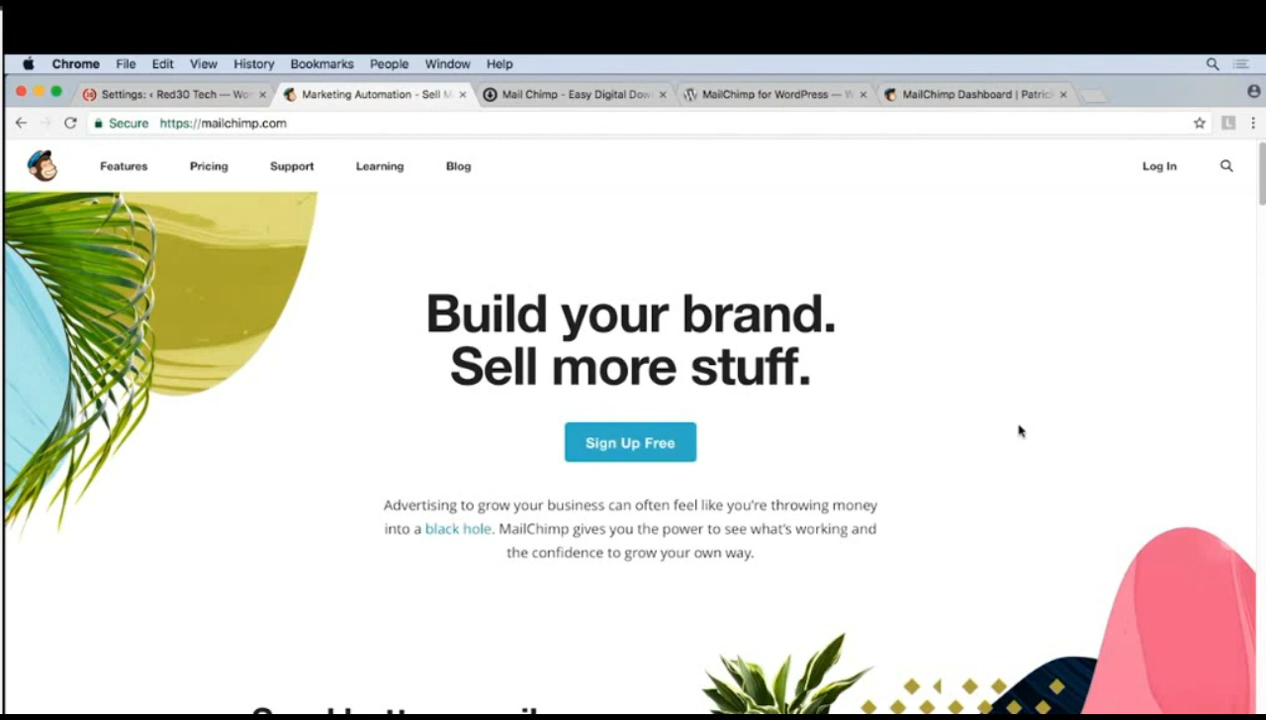 Chrome File Edit View History Bookmarks People Window Help
Settings: ‹ Red30 Tech — Wo
Marketing Automation - Sell M
Mail Chimp - Easy Digital Dow
MailChimp for WordPress —
MailChimp Dashboard | Patric
Secure https://mailchimp.com
Features Pricing Support Learning Blog Log In
Build your brand.
Sell more stuff.
Sign Up Free
Advertising to grow your business can often feel like you're throwing money
into a black hole. MailChimp gives you the power to see what's working and
the confidence to grow your own way.